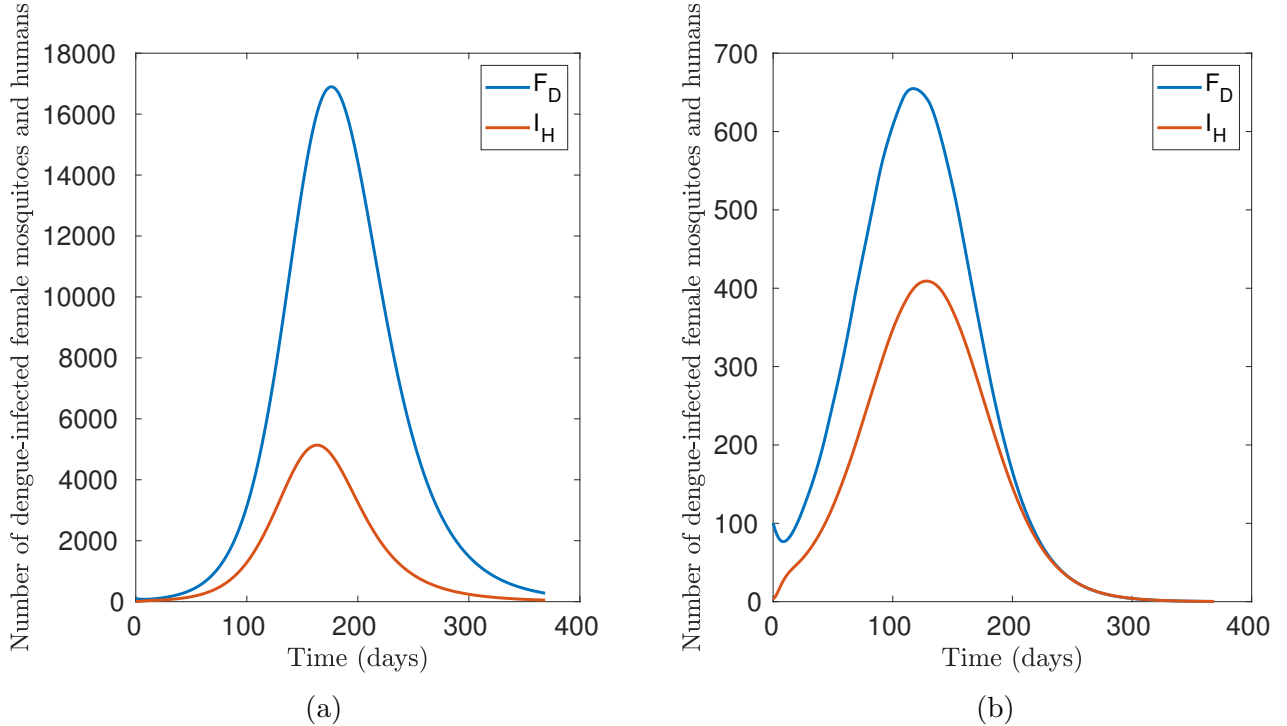 Number of dengue-infected female mosquitoes and humans
18000
16000
14000
12000
10000
8000
6000
4000
2000
0
0 100 200 300 400
Time (days)
F_D
I_H
(a)
Number of dengue-infected female mosquitoes and humans
700
600
500
400
300
200
100
0
0 100 200 300 400
Time (days)
F_D
I_H
(b)